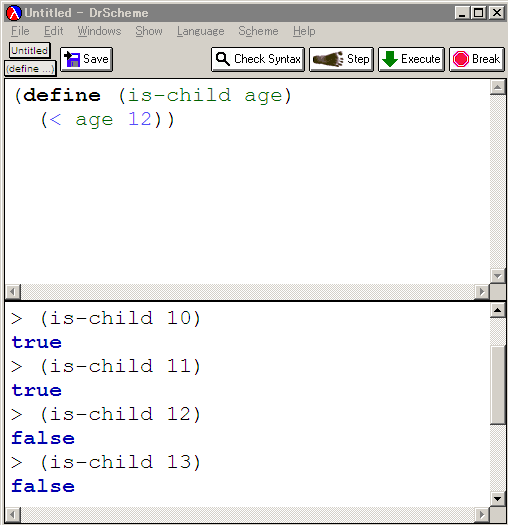 Untitled - DrScheme
File Edit Windows Show Language Scheme Help
Untitled
(define ...)
Save
Check Syntax
Step
Execute
Break
(define (is-child age)
  (< age 12))
> (is-child 10)
true
> (is-child 11)
true
> (is-child 12)
false
> (is-child 13)
false